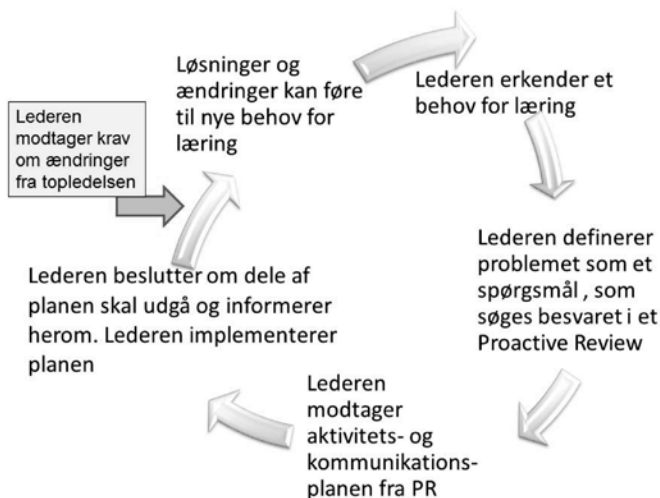 Løsninger og
ændringer kan føre
til nye behov for
læring
Lederen erkender et
behov for læring
Lederen
modtager krav
om ændringer
fra topledelsen
Lederen definerer
problemet som et
spørgsmål , som
søges besvaret i et
Proactive Review
Lederen beslutter om dele af
planen skal udgå og informerer
herom. Lederen implementerer
planen
Lederen
modtager
aktivitets- og
kommunikations-
planen fra PR